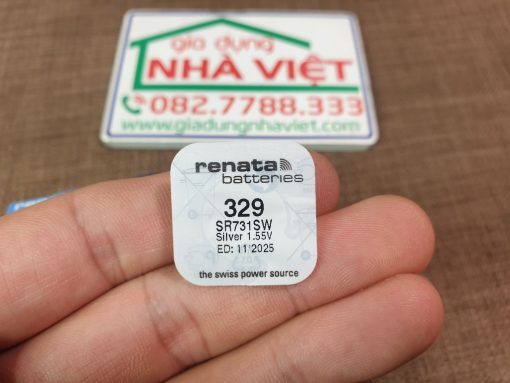 gia dụng
NHÀ VIỆT
082.7788.333
www.giadungnhaviet.com
renata
batteries
329
SR731SW
Silver 1.55V
ED: 11/2025
the swiss power source